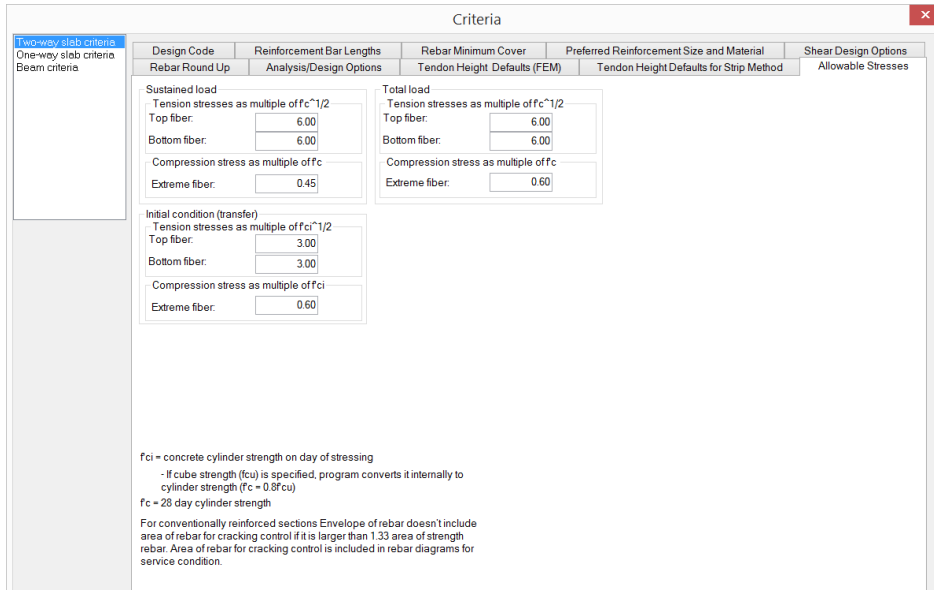 Criteria
Two-way slab criteria
One-way slab criteria
Beam criteria
Design Code
Reinforcement Bar Lengths
Rebar Minimum Cover
Preferred Reinforcement Size and Material
Shear Design Options
Rebar Round Up
Analysis/Design Options
Tendon Height Defaults (FEM)
Tendon Height Defaults for Strip Method
Allowable Stresses
Sustained load
Tension stresses as multiple of f'c^1/2
Top fiber: 6.00
Bottom fiber: 6.00
Compression stress as multiple of f'c
Extreme fiber: 0.45
Total load
Tension stresses as multiple of f'c^1/2
Top fiber: 6.00
Bottom fiber: 6.00
Compression stress as multiple of f'c
Extreme fiber: 0.60
Initial condition (transfer)
Tension stresses as multiple of f'ci^1/2
Top fiber: 3.00
Bottom fiber: 3.00
Compression stress as multiple of f'ci
Extreme fiber: 0.60
f'ci = concrete cylinder strength on day of stressing
- If cube strength (fcu) is specified, program converts it internally to
cylinder strength (f'c = 0.8f'cu)
f'c = 28 day cylinder strength
For conventionally reinforced sections Envelope of rebar doesn't include
area of rebar for cracking control if it is larger than 1.33 area of strength
rebar. Area of rebar for cracking control is included in rebar diagrams for
service condition.